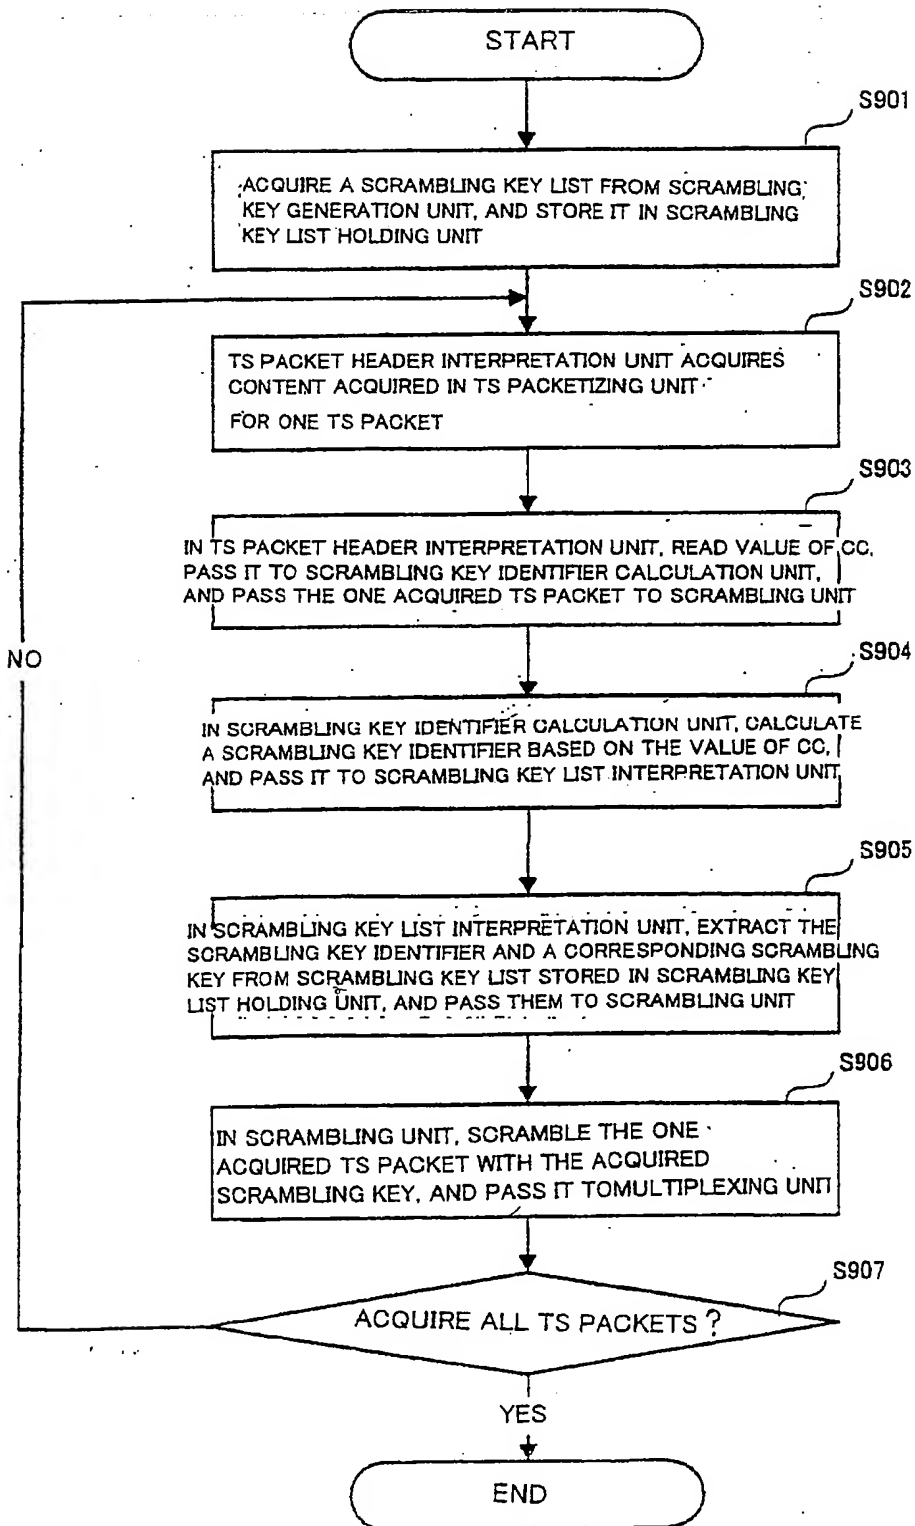 START
S901
ACQUIRE A SCRAMBLING KEY LIST FROM SCRAMBLING
KEY GENERATION UNIT, AND STORE IT IN SCRAMBLING
KEY LIST HOLDING UNIT
S902
TS PACKET HEADER INTERPRETATION UNIT ACQUIRES
CONTENT ACQUIRED IN TS PACKETIZING UNIT
FOR ONE TS PACKET
S903
IN TS PACKET HEADER INTERPRETATION UNIT, READ VALUE OF CC,
PASS IT TO SCRAMBLING KEY IDENTIFIER CALCULATION UNIT,
AND PASS THE ONE ACQUIRED TS PACKET TO SCRAMBLING UNIT
NO
S904
IN SCRAMBLING KEY IDENTIFIER CALCULATION UNIT, CALCULATE
A SCRAMBLING KEY IDENTIFIER BASED ON THE VALUE OF CC,
AND PASS IT TO SCRAMBLING KEY LIST INTERPRETATION UNIT
S905
IN SCRAMBLING KEY LIST INTERPRETATION UNIT, EXTRACT THE
SCRAMBLING KEY IDENTIFIER AND A CORRESPONDING SCRAMBLING
KEY FROM SCRAMBLING KEY LIST STORED IN SCRAMBLING KEY
LIST HOLDING UNIT, AND PASS THEM TO SCRAMBLING UNIT
S906
IN SCRAMBLING UNIT, SCRAMBLE THE ONE
ACQUIRED TS PACKET WITH THE ACQUIRED
SCRAMBLING KEY, AND PASS IT TOMULTIPLEXING UNIT
S907
ACQUIRE ALL TS PACKETS ?
YES
END